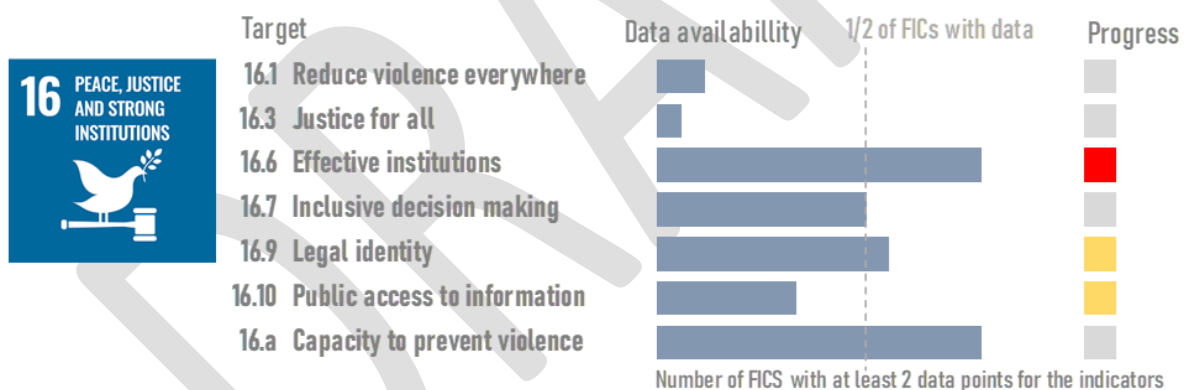 Target Data availabillity 1/2 of FICs with data Progress
16 PEACE, JUSTICE
AND STRONG
INSTITUTIONS
16.1 Reduce violence everywhere
16.3 Justice for all
16.6 Effective institutions
16.7 Inclusive decision making
16.9 Legal identity
16.10 Public access to information
16.a Capacity to prevent violence
Number of FICS with at least 2 data points for the indicators